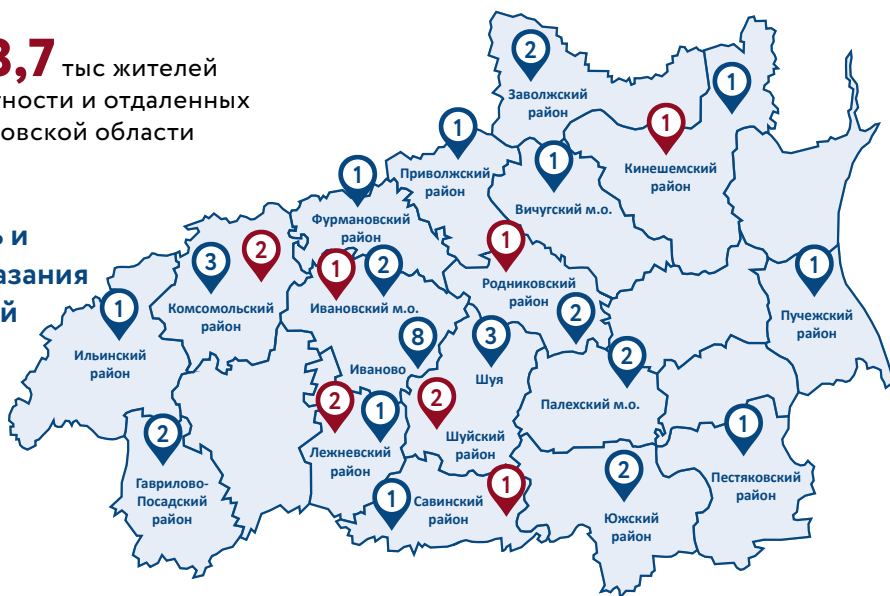 3,7 тыс жителей
тности и отдаленных
овской области
ь и
азания
й
2
Заволжский
район
1
1
Кинешемский
район
1
Приволжский
район
1
Вичугский м.о.
1
Фурмановский
район
3
2
Комсомольский
район
1
2
Ивановский м.о.
1
Родниковский
район
2
1
Пучежский
район
1
Ильинский
район
8
Иваново
3
Шуя
2
Палехский м.о.
2
1
Лежневский
район
2
Шуйский
район
2
Гаврилово-
Посадский
район
1
1
Савинский
район
2
Южский
район
1
Пестяковский
район